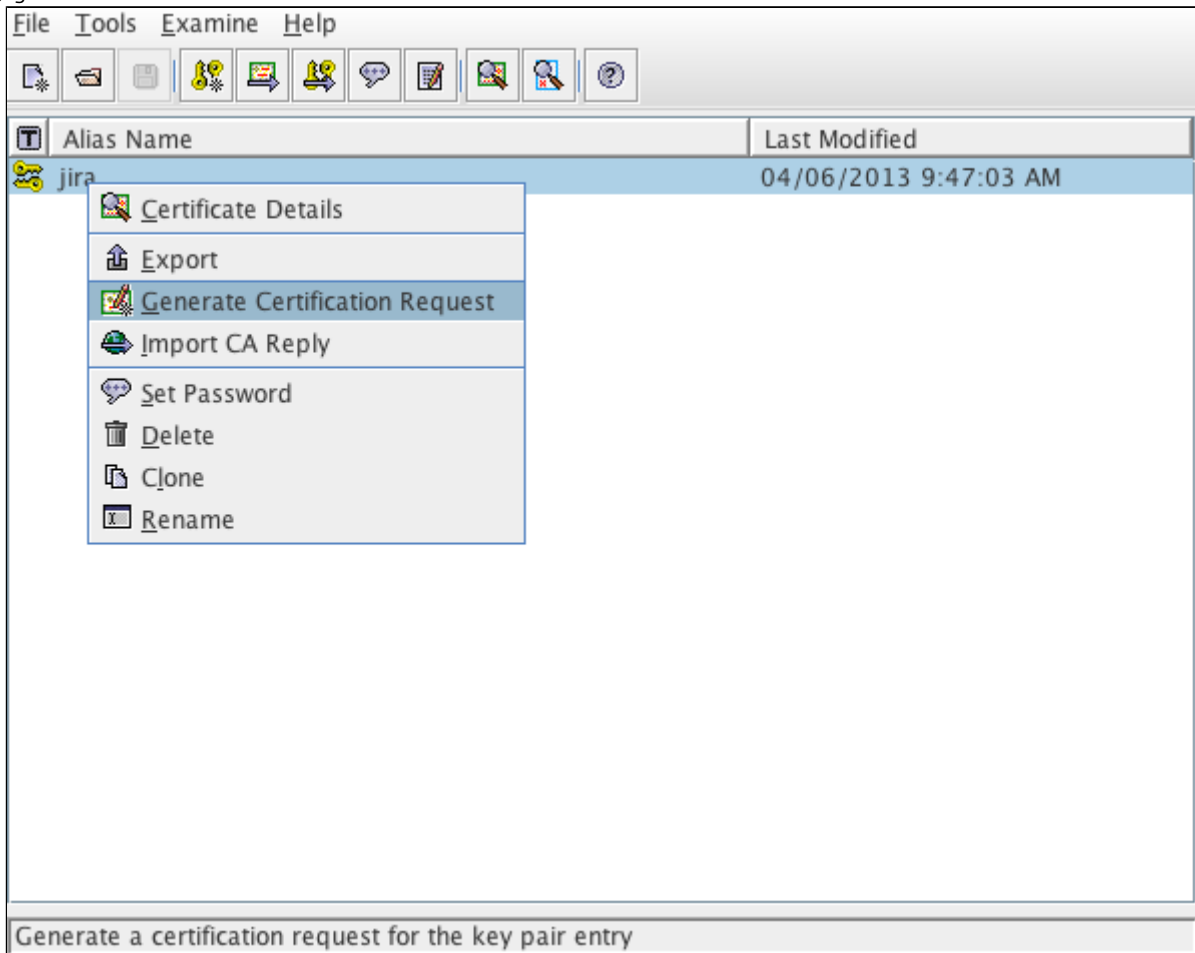 File Tools Examine Help
T Alias Name Last Modified
jira 04/06/2013 9:47:03 AM
Certificate Details
Export
Generate Certification Request
Import CA Reply
Set Password
Delete
Clone
Rename
Generate a certification request for the key pair entry